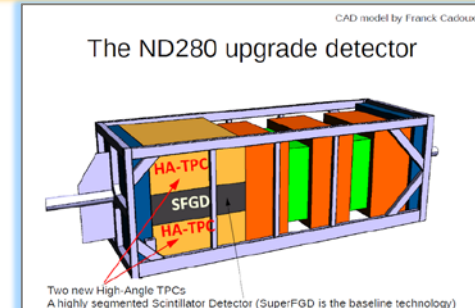 CAD model by Franck Cadoux
The ND280 upgrade detector
HA-TPC
SFGD
HA-TPC
Two new High-Angle TPCs
A highly segmented Scintillator Detector (SuperFGD is the baseline technology)